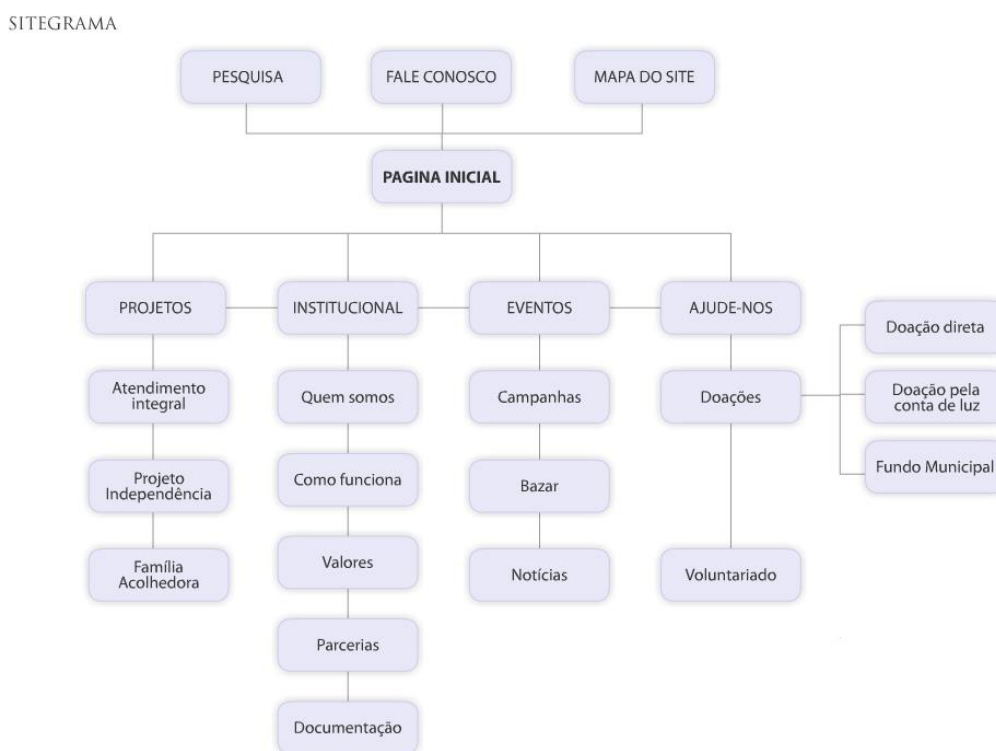 SITEGRAMA
PESQUISA
FALE CONOSCO
MAPA DO SITE
PAGINA INICIAL
PROJETOS
INSTITUCIONAL
EVENTOS
AJUDE-NOS
Atendimento
integral
Projeto
Independência
Família
Acolhedora
Quem somos
Como funciona
Valores
Parcerias
Documentação
Campanhas
Bazar
Notícias
Doações
Voluntariado
Doação direta
Doação pela
conta de luz
Fundo Municipal